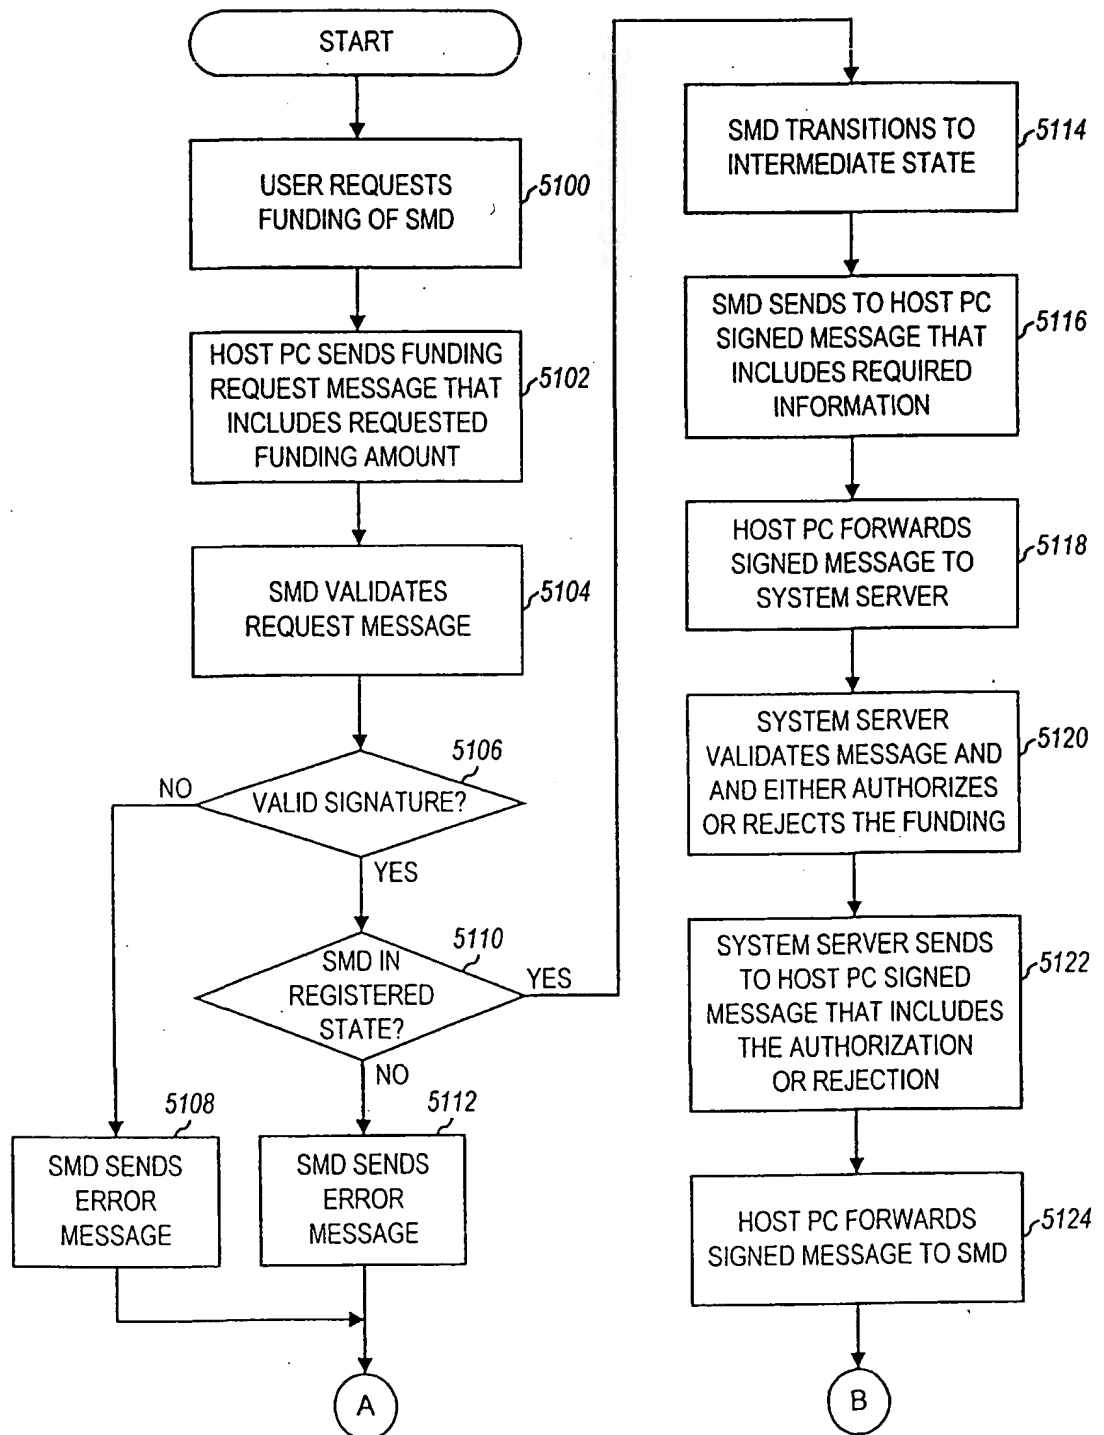 START
USER REQUESTS
FUNDING OF SMD
5100
HOST PC SENDS FUNDING
REQUEST MESSAGE THAT
INCLUDES REQUESTED
FUNDING AMOUNT
5102
SMD VALIDATES
REQUEST MESSAGE
5104
5106
NO
VALID SIGNATURE?
YES
5110
SMD IN
REGISTERED
STATE?
YES
NO
5108
SMD SENDS
ERROR
MESSAGE
5112
SMD SENDS
ERROR
MESSAGE
A
SMD TRANSITIONS TO
INTERMEDIATE STATE
5114
SMD SENDS TO HOST PC
SIGNED MESSAGE THAT
INCLUDES REQUIRED
INFORMATION
5116
HOST PC FORWARDS
SIGNED MESSAGE TO
SYSTEM SERVER
5118
SYSTEM SERVER
VALIDATES MESSAGE AND
AND EITHER AUTHORIZES
OR REJECTS THE FUNDING
5120
SYSTEM SERVER SENDS
TO HOST PC SIGNED
MESSAGE THAT INCLUDES
THE AUTHORIZATION
OR REJECTION
5122
HOST PC FORWARDS
SIGNED MESSAGE TO SMD
5124
B